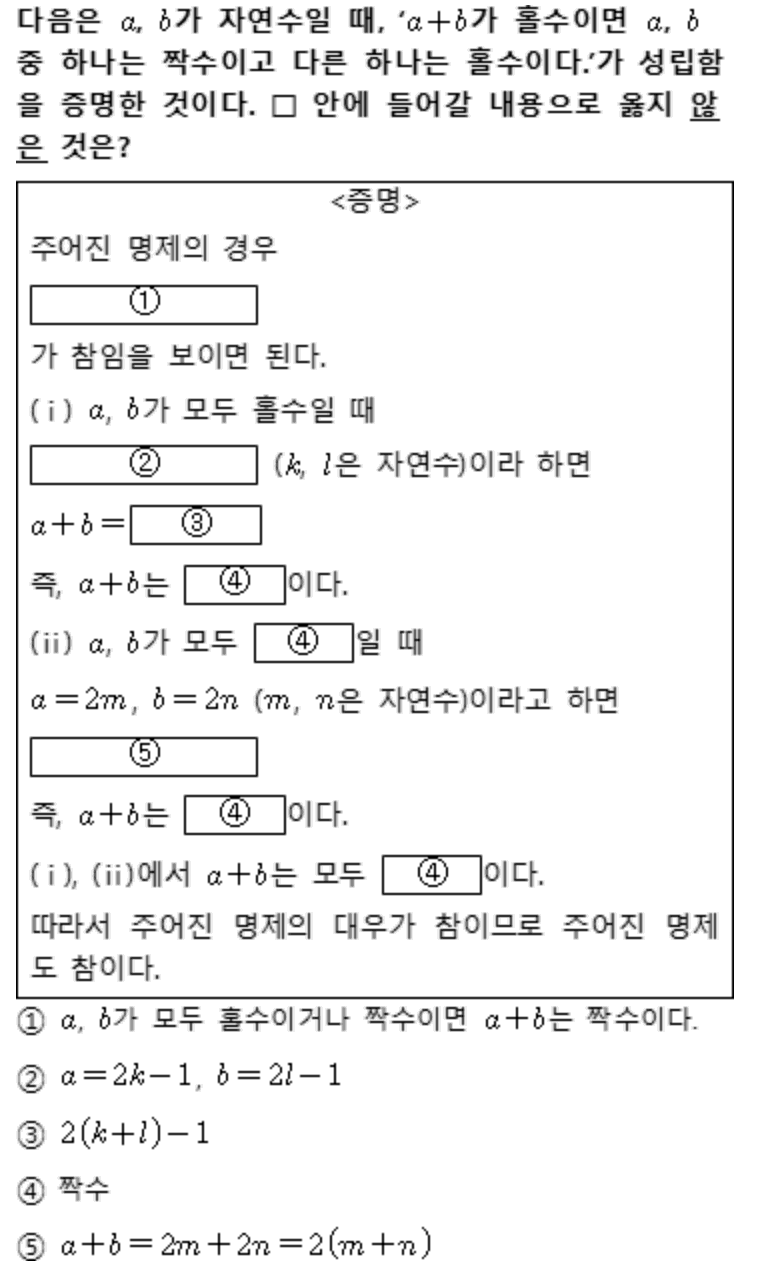 다음은 a, b가 자연수일 때, ‘a+b가 홀수이면 a, b
중 하나는 짝수이고 다른 하나는 홀수이다.’가 성립함
을 증명한 것이다. □ 안에 들어갈 내용으로 옳지 않
은 것은?
<증명>
주어진 명제의 경우
①
가 참임을 보이면 된다.
(ⅰ) a, b가 모두 홀수일 때
② (k, l은 자연수)이라 하면
a+b= ③
즉, a+b는 ④ 이다.
(ii) a, b가 모두 ④ 일 때
a=2m, b=2n (m, n은 자연수)이라고 하면
⑤
즉, a+b는 ④ 이다.
(ⅰ), (ii)에서 a+b는 모두 ④ 이다.
따라서 주어진 명제의 대우가 참이므로 주어진 명제
도 참이다.
① a, b가 모두 홀수이거나 짝수이면 a+b는 짝수이다.
② a=2k-1, b=2l-1
③ 2(k+l)-1
④ 짝수
⑤ a+b=2m+2n=2(m+n)